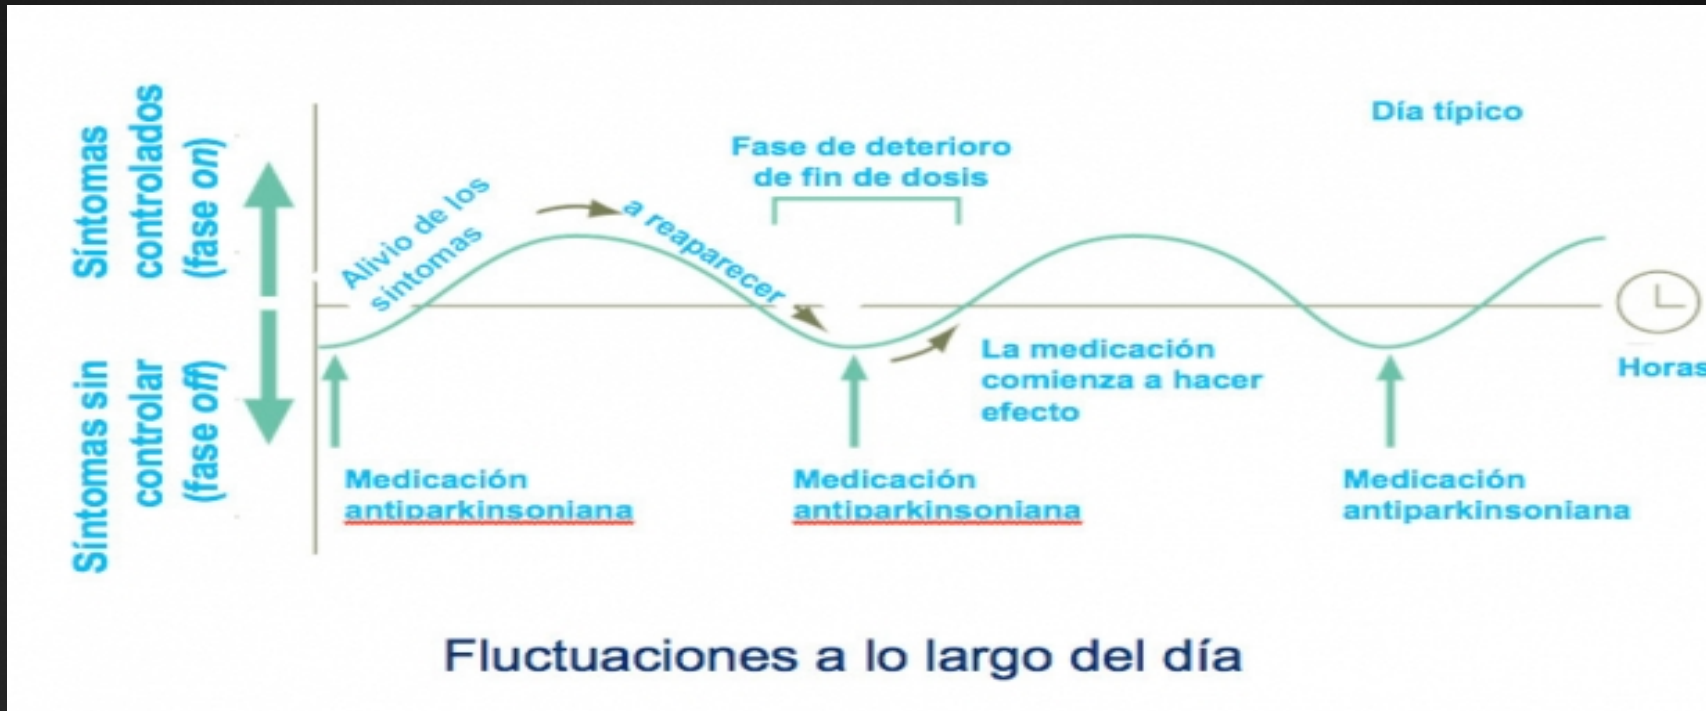 Síntomas
controlados
(fase on)
Síntomas sin
controlar
(fase off)
Alivio de los
síntomas
a reaparecer
Fase de deterioro
de fin de dosis
Día típico
La medicación
comienza a hacer
efecto
Horas
Medicación
antiparkinsoniana
Medicación
antiparkinsoniana
Medicación
antiparkinsoniana
Fluctuaciones a lo largo del día